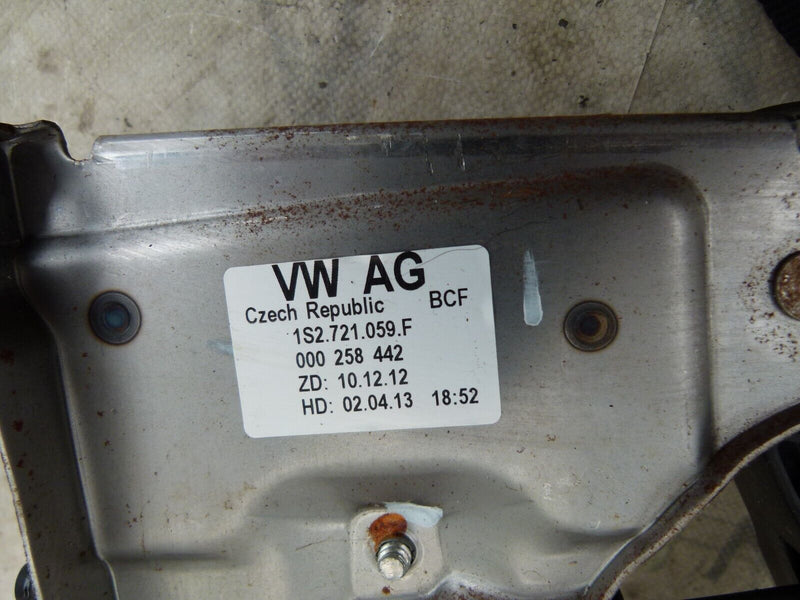 VW AG
Czech Republic BCF
1S2.721.059.F
000 258 442
ZD: 10.12.12
HD: 02.04.13 18:52